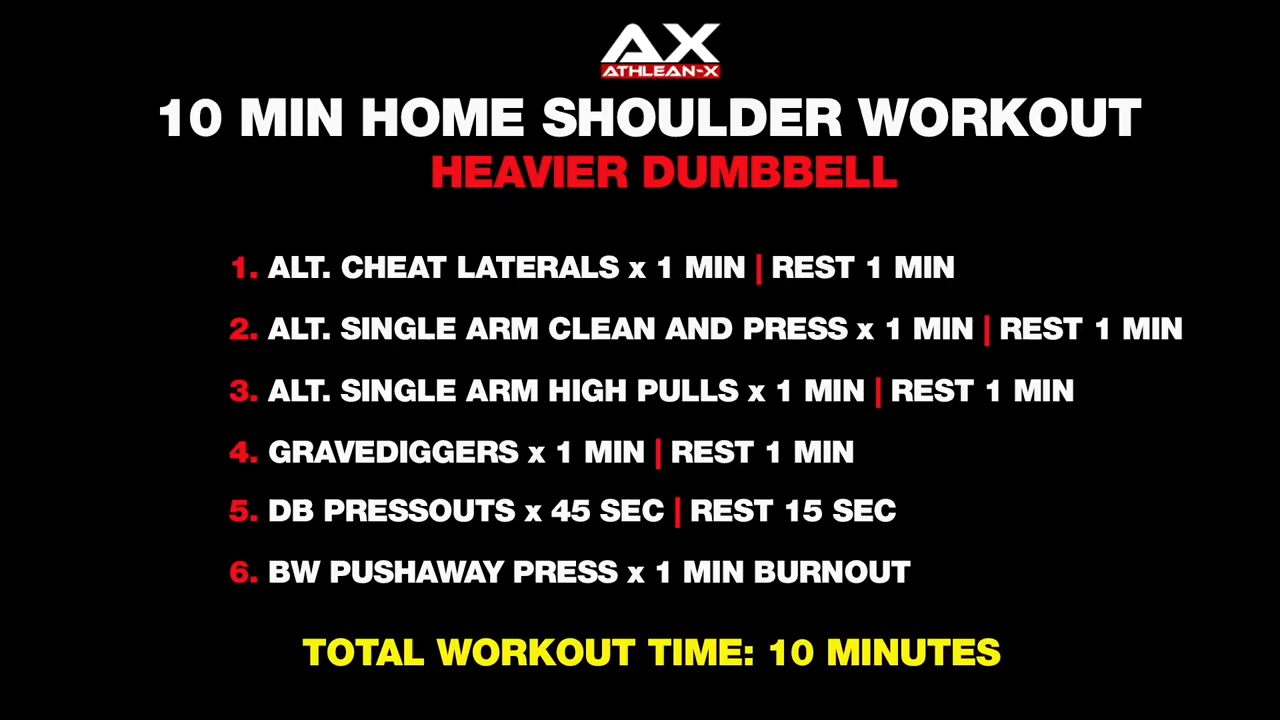 AX
ATHLEAN-X
10 MIN HOME SHOULDER WORKOUT
HEAVIER DUMBBELL
1. ALT. CHEAT LATERALS x 1 MIN | REST 1 MIN
2. ALT. SINGLE ARM CLEAN AND PRESS x 1 MIN | REST 1 MIN
3. ALT. SINGLE ARM HIGH PULLS x 1 MIN | REST 1 MIN
4. GRAVEDIGGERS x 1 MIN | REST 1 MIN
5. DB PRESSOUTS x 45 SEC | REST 15 SEC
6. BW PUSHAWAY PRESS x 1 MIN BURNOUT
TOTAL WORKOUT TIME: 10 MINUTES